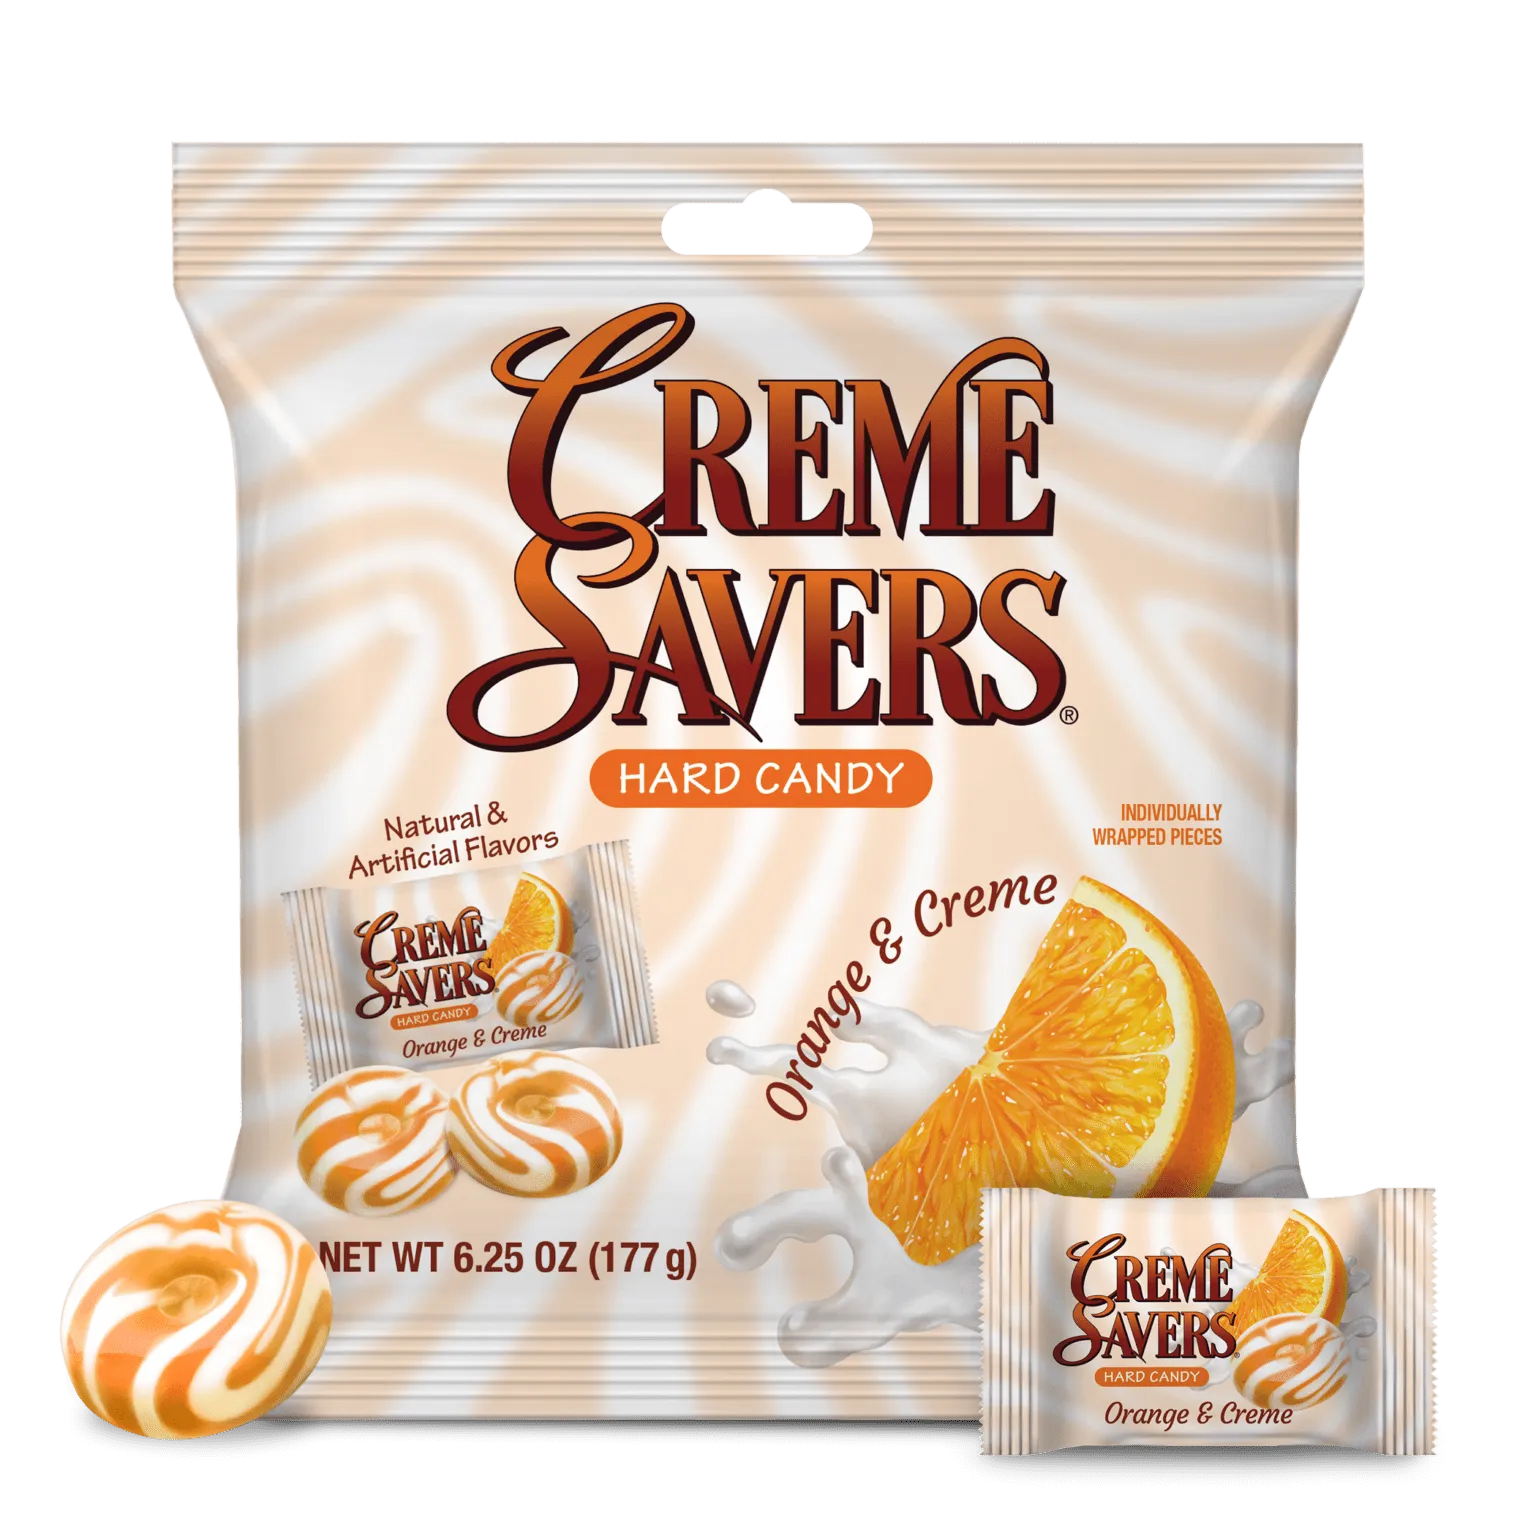 CREME
SAVERS®
HARD CANDY
Natural &
Artificial Flavors
INDIVIDUALLY
WRAPPED PIECES
Orange & Creme
CREME
SAVERS
HARD CANDY
Orange & Creme
NET WT 6.25 OZ (177 g)
CREME
SAVERS
HARD CANDY
Orange & Creme